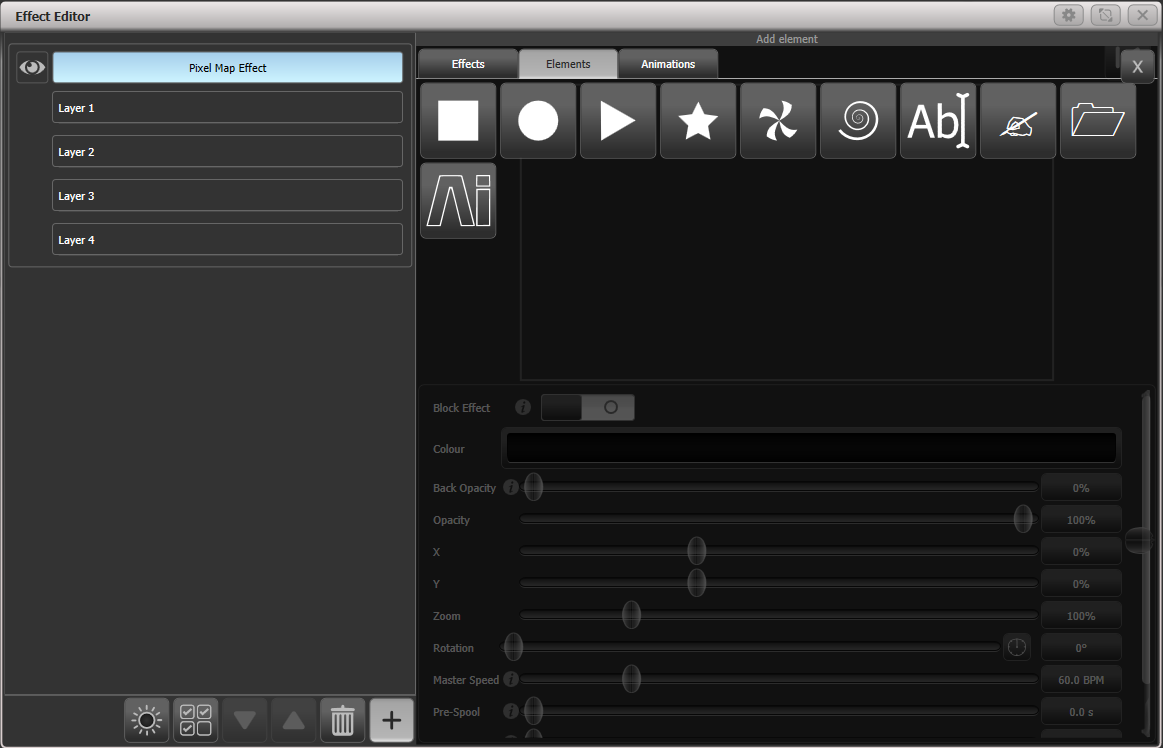 Effect Editor
Add element
Pixel Map Effect
Layer 1
Layer 2
Layer 3
Layer 4
Effects
Elements
Animations
X
Ab
Ai
Block Effect
i
Colour
Back Opacity
i
0%
Opacity
100%
X
0%
Y
0%
Zoom
100%
Rotation
0°
Master Speed
i
60.0 BPM
Pre-Spool
i
0.0 s